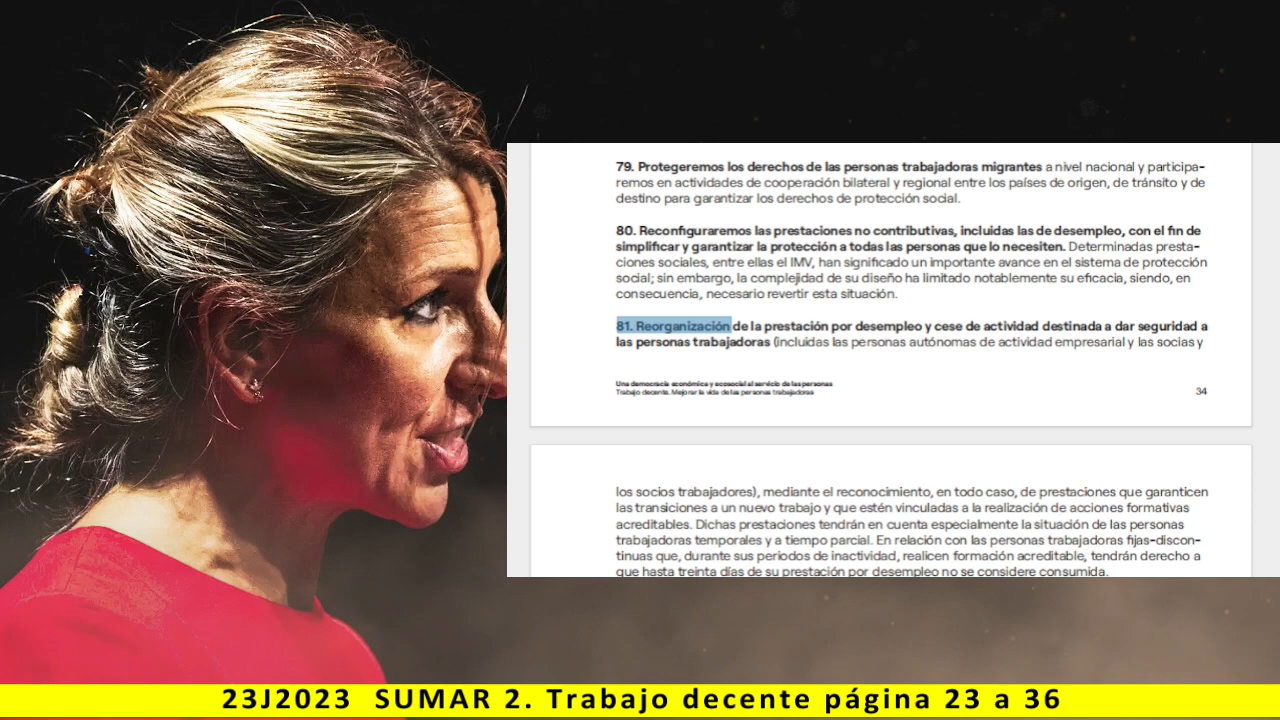 79. Protegeremos los derechos de las personas trabajadoras migrantes a nivel nacional y participa-
remos en actividades de cooperación bilateral y regional entre los países de origen, de tránsito y de
destino para garantizar los derechos de protección social.
80. Reconfiguraremos las prestaciones no contributivas, incluidas las de desempleo, con el fin de
simplificar y garantizar la protección a todas las personas que lo necesiten. Determinadas presta-
ciones sociales, entre ellas el IMV, han significado un importante avance en el sistema de protección
social; sin embargo, la complejidad de su diseño ha limitado notablemente su eficacia, siendo, en
consecuencia, necesario revertir esta situación.
81. Reorganización de la prestación por desempleo y cese de actividad destinada a dar seguridad a
las personas trabajadoras (incluidas las personas autónomas de actividad empresarial y las socias y
Una democracia económica y ecosocial al servicio de las personas
Trabajo decente. Mejorar la vida de las personas trabajadoras
34
los socios trabajadores), mediante el reconocimiento, en todo caso, de prestaciones que garanticen
las transiciones a un nuevo trabajo y que estén vinculadas a la realización de acciones formativas
acreditables. Dichas prestaciones tendrán en cuenta especialmente la situación de las personas
trabajadoras temporales y a tiempo parcial. En relación con las personas trabajadoras fijas-discon-
tinuas que, durante sus periodos de inactividad, realicen formación acreditable, tendrán derecho a
que hasta treinta días de su prestación por desempleo no se considere consumida.
23J2023 SUMAR 2. Trabajo decente página 23 a 36